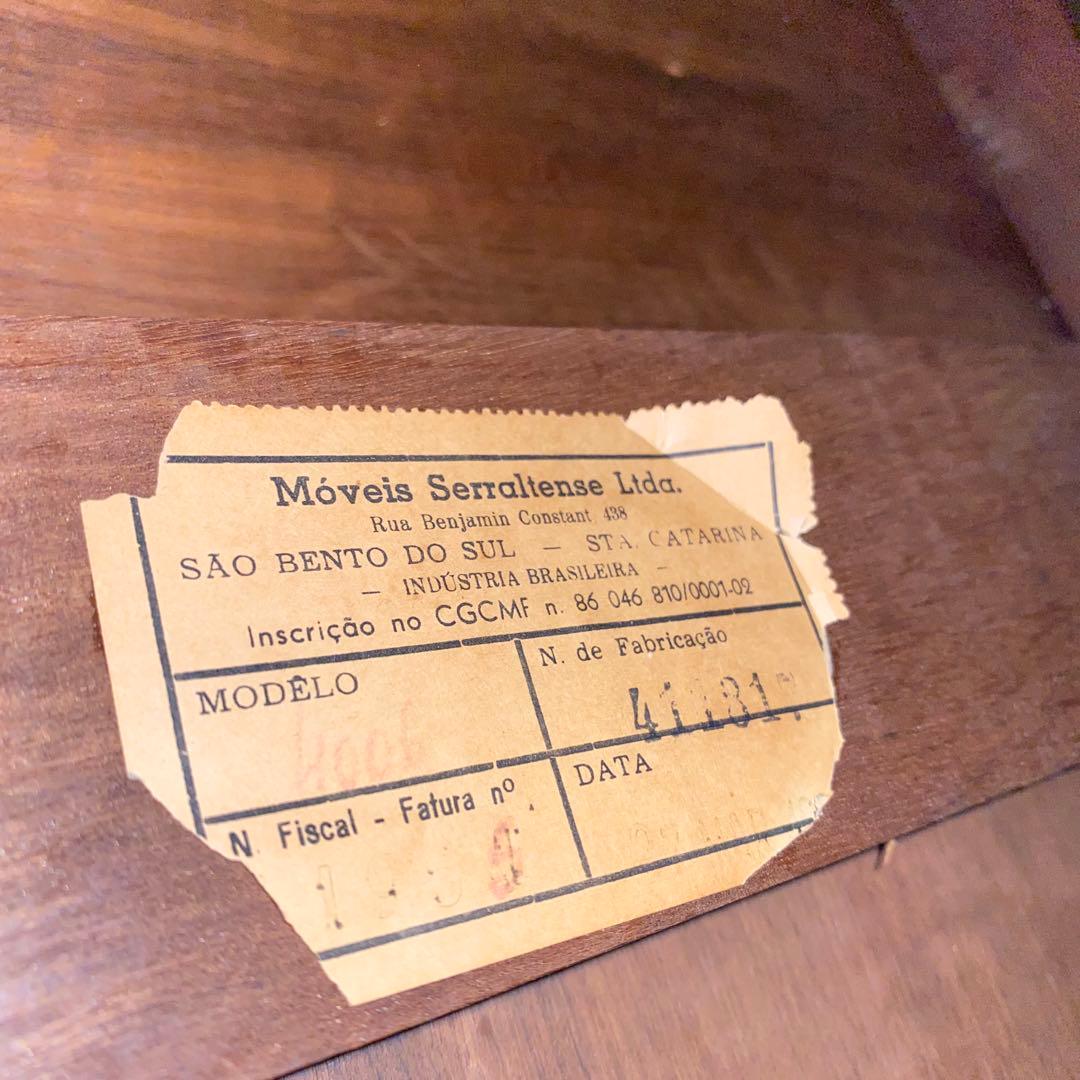 Móveis Serraltense Ltda.
Rua Benjamin Constant 438
SÃO BENTO DO SUL — STA. CATARINA
— INDÚSTRIA BRASILEIRA —
Inscrição no CGCMF n. 86 046 810/0001-02
MODÊLO
N. de Fabricação
N. Fiscal - Fatura nº
DATA